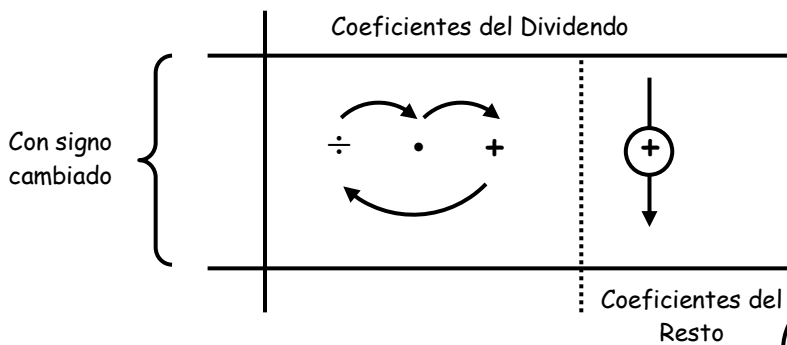 Coeficientes del Dividendo
Con signo
cambiado
÷ • +
+
Coeficientes del
Resto